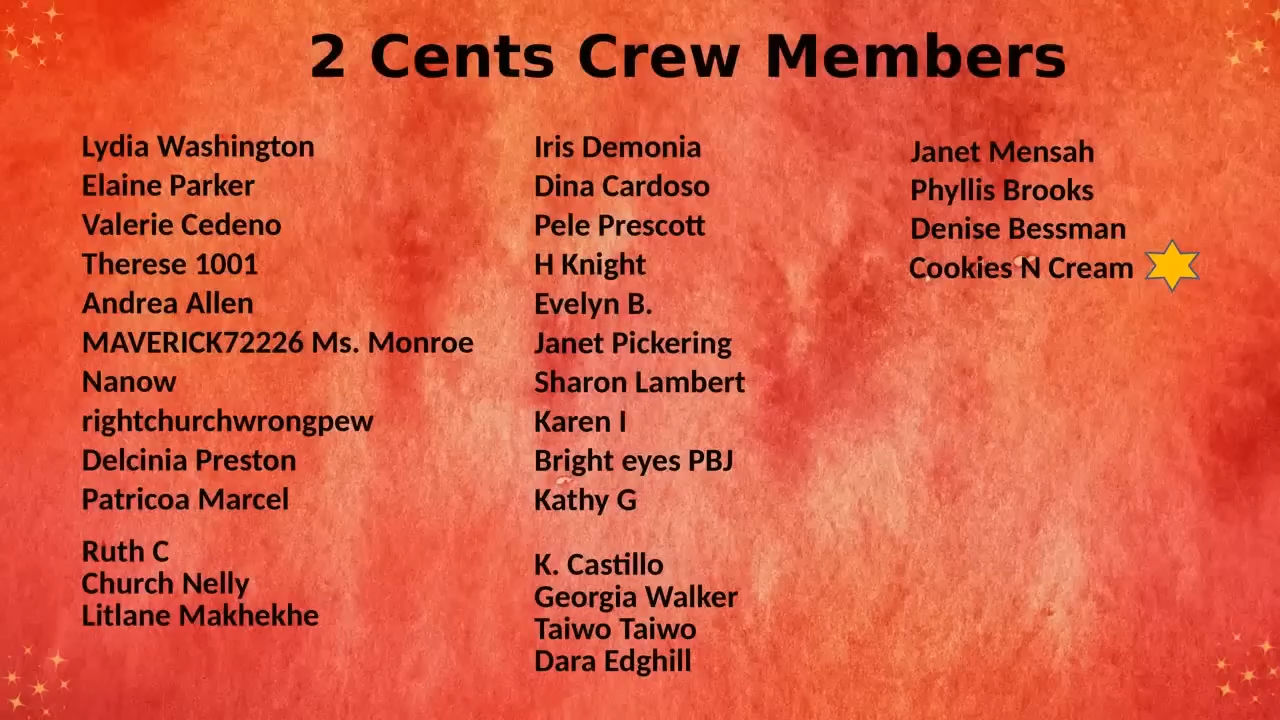 2 Cents Crew Members
Lydia Washington
Elaine Parker
Valerie Cedeno
Therese 1001
Andrea Allen
MAVERICK72226 Ms. Monroe
Nanow
rightchurchwrongpew
Delcinia Preston
Patricoa Marcel
Ruth C
Church Nelly
Litlane Makhekhe
Iris Demonia
Dina Cardoso
Pele Prescott
H Knight
Evelyn B.
Janet Pickering
Sharon Lambert
Karen I
Bright eyes PBJ
Kathy G
K. Castillo
Georgia Walker
Taiwo Taiwo
Dara Edghill
Janet Mensah
Phyllis Brooks
Denise Bessman
Cookies N Cream